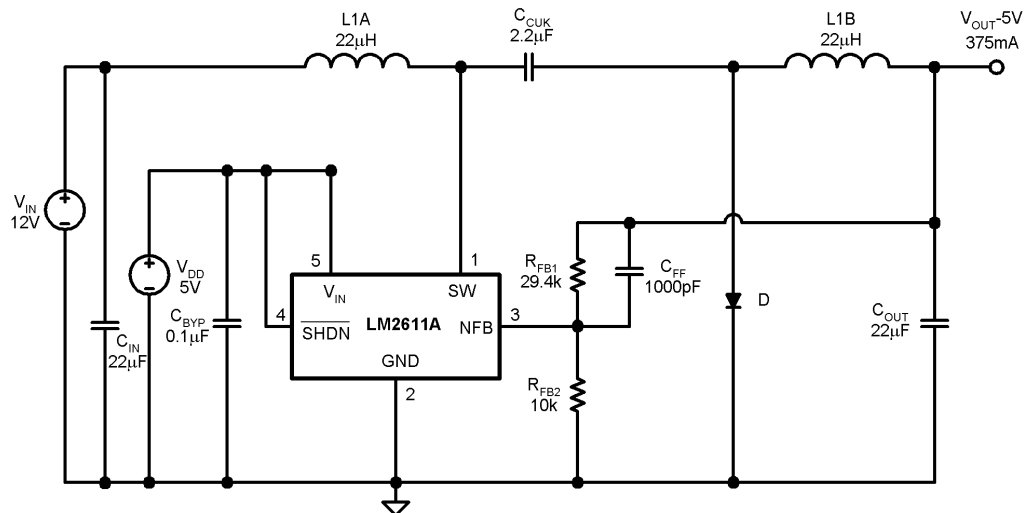 L1A
22μH
C_CUK
2.2μF
L1B
22μH
V_OUT-5V
375mA
V_IN
12V
+
-
C_IN
22μF
V_DD
5V
+
-
C_BYP
0.1μF
5
V_IN
1
SW
4
SHDN
LM2611A
NFB
3
GND
2
R_FB1
29.4k
C_FF
1000pF
R_FB2
10k
D
C_OUT
22μF